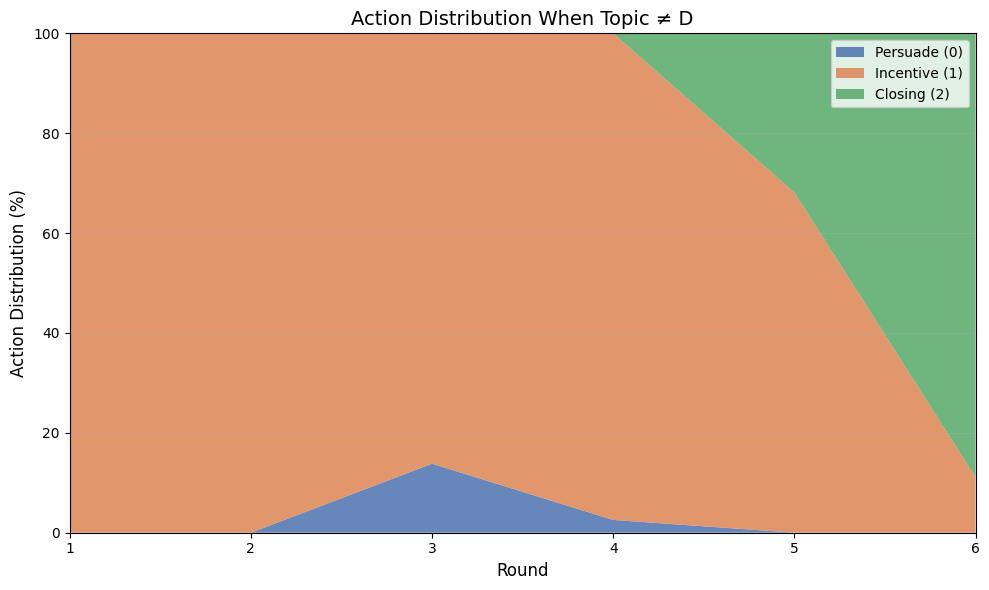 Action Distribution When Topic ≠ D
Action Distribution (%)
100
80
60
40
20
0
Persuade (0)
Incentive (1)
Closing (2)
1 2 3 4 5 6
Round